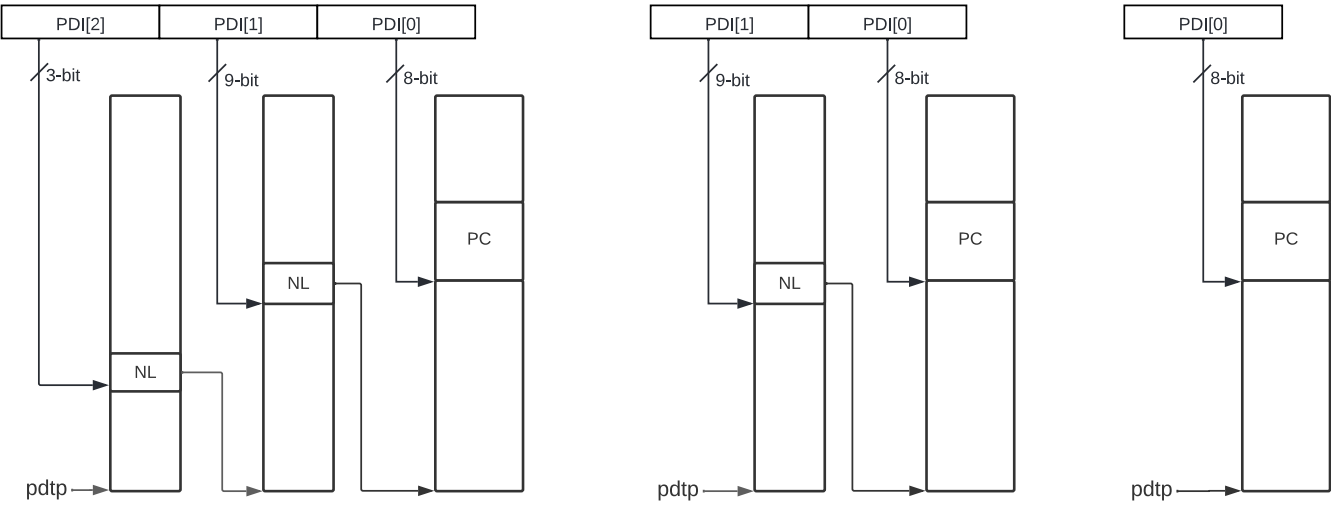 PDI[2] PDI[1] PDI[0] PDI[1] PDI[0] PDI[0]
3-bit 9-bit 8-bit 9-bit 8-bit 8-bit
PC PC PC
NL NL
NL
pdtp pdtp pdtp